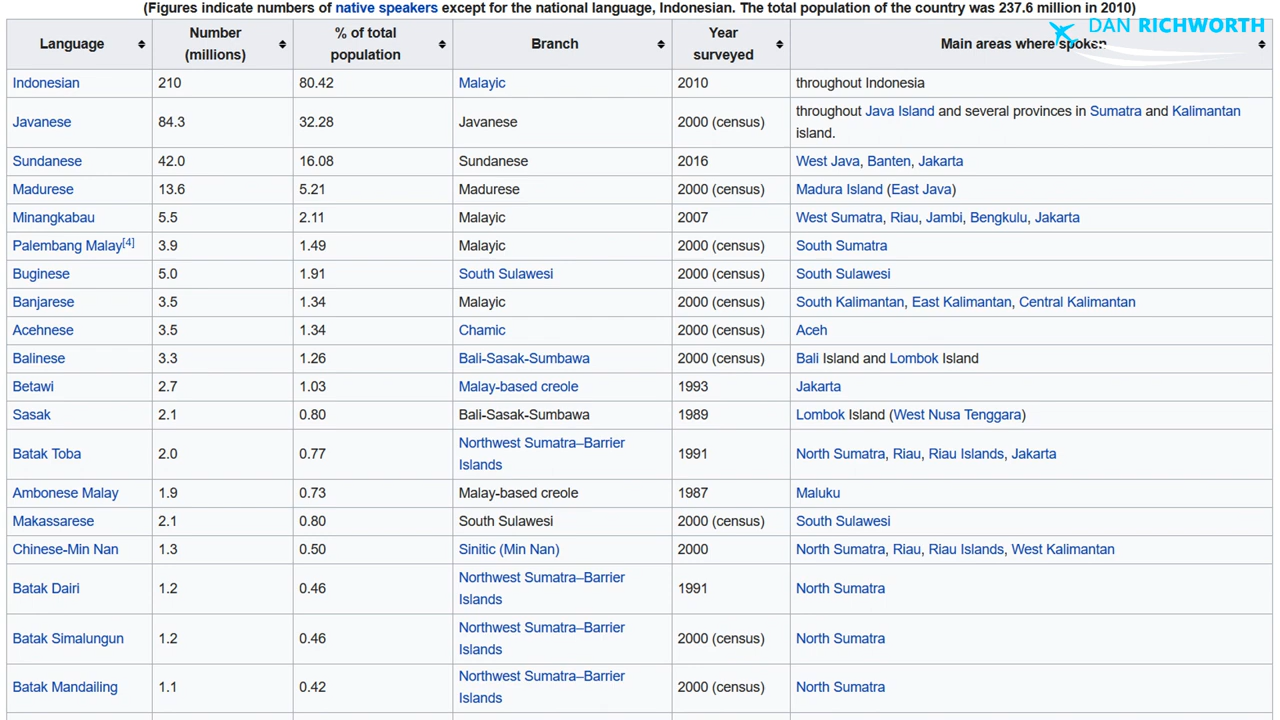 (Figures indicate numbers of native speakers except for the national language, Indonesian. The total population of the country was 237.6 million in 2010)
DAN RICHWORTH
Language Number (millions) % of total population Branch Year surveyed Main areas where spoken
Indonesian 210 80.42 Malayic 2010 throughout Indonesia
Javanese 84.3 32.28 Javanese 2000 (census) throughout Java Island and several provinces in Sumatra and Kalimantan island.
Sundanese 42.0 16.08 Sundanese 2016 West Java, Banten, Jakarta
Madurese 13.6 5.21 Madurese 2000 (census) Madura Island (East Java)
Minangkabau 5.5 2.11 Malayic 2007 West Sumatra, Riau, Jambi, Bengkulu, Jakarta
Palembang Malay[4] 3.9 1.49 Malayic 2000 (census) South Sumatra
Buginese 5.0 1.91 South Sulawesi 2000 (census) South Sulawesi
Banjarese 3.5 1.34 Malayic 2000 (census) South Kalimantan, East Kalimantan, Central Kalimantan
Acehnese 3.5 1.34 Chamic 2000 (census) Aceh
Balinese 3.3 1.26 Bali-Sasak-Sumbawa 2000 (census) Bali Island and Lombok Island
Betawi 2.7 1.03 Malay-based creole 1993 Jakarta
Sasak 2.1 0.80 Bali-Sasak-Sumbawa 1989 Lombok Island (West Nusa Tenggara)
Batak Toba 2.0 0.77 Northwest Sumatra–Barrier Islands 1991 North Sumatra, Riau, Riau Islands, Jakarta
Ambonese Malay 1.9 0.73 Malay-based creole 1987 Maluku
Makassarese 2.1 0.80 South Sulawesi 2000 (census) South Sulawesi
Chinese-Min Nan 1.3 0.50 Sinitic (Min Nan) 2000 North Sumatra, Riau, Riau Islands, West Kalimantan
Batak Dairi 1.2 0.46 Northwest Sumatra–Barrier Islands 1991 North Sumatra
Batak Simalungun 1.2 0.46 Northwest Sumatra–Barrier Islands 2000 (census) North Sumatra
Batak Mandailing 1.1 0.42 Northwest Sumatra–Barrier Islands 2000 (census) North Sumatra